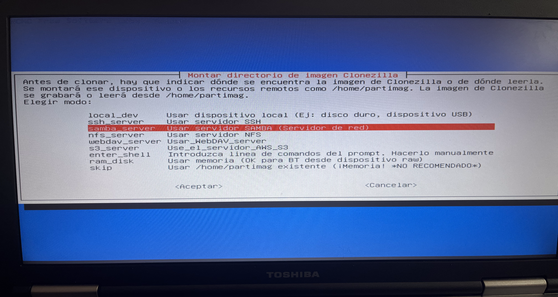 Montar directorio de imagen Clonezilla
Antes de clonar, hay que indicar dónde se encuentra la imagen de Clonezilla o de dónde leerla.
Se montará ese dispositivo o los recursos remotos como /home/partimag. La imagen de Clonezilla
se grabará o leerá desde /home/partimag.
Elegir modo:
local_dev Usar dispositivo local (EJ: disco duro, dispositivo USB)
ssh_server Usar servidor SSH
samba_server Usar servidor SAMBA (Servidor de red)
nfs_server Usar servidor NFS
webdav_server Usar_WebDAV_server
s3_server Use_el_servidor_AWS_S3
enter_shell Introduzca línea de comandos del prompt. Hacerlo manualmente
ram_disk Usar memoria (OK para BT desde dispositivo raw)
skip Usar /home/partimag existente (¡Memoria! *NO RECOMENDADO*)
<Aceptar> <Cancelar>
TOSHIBA